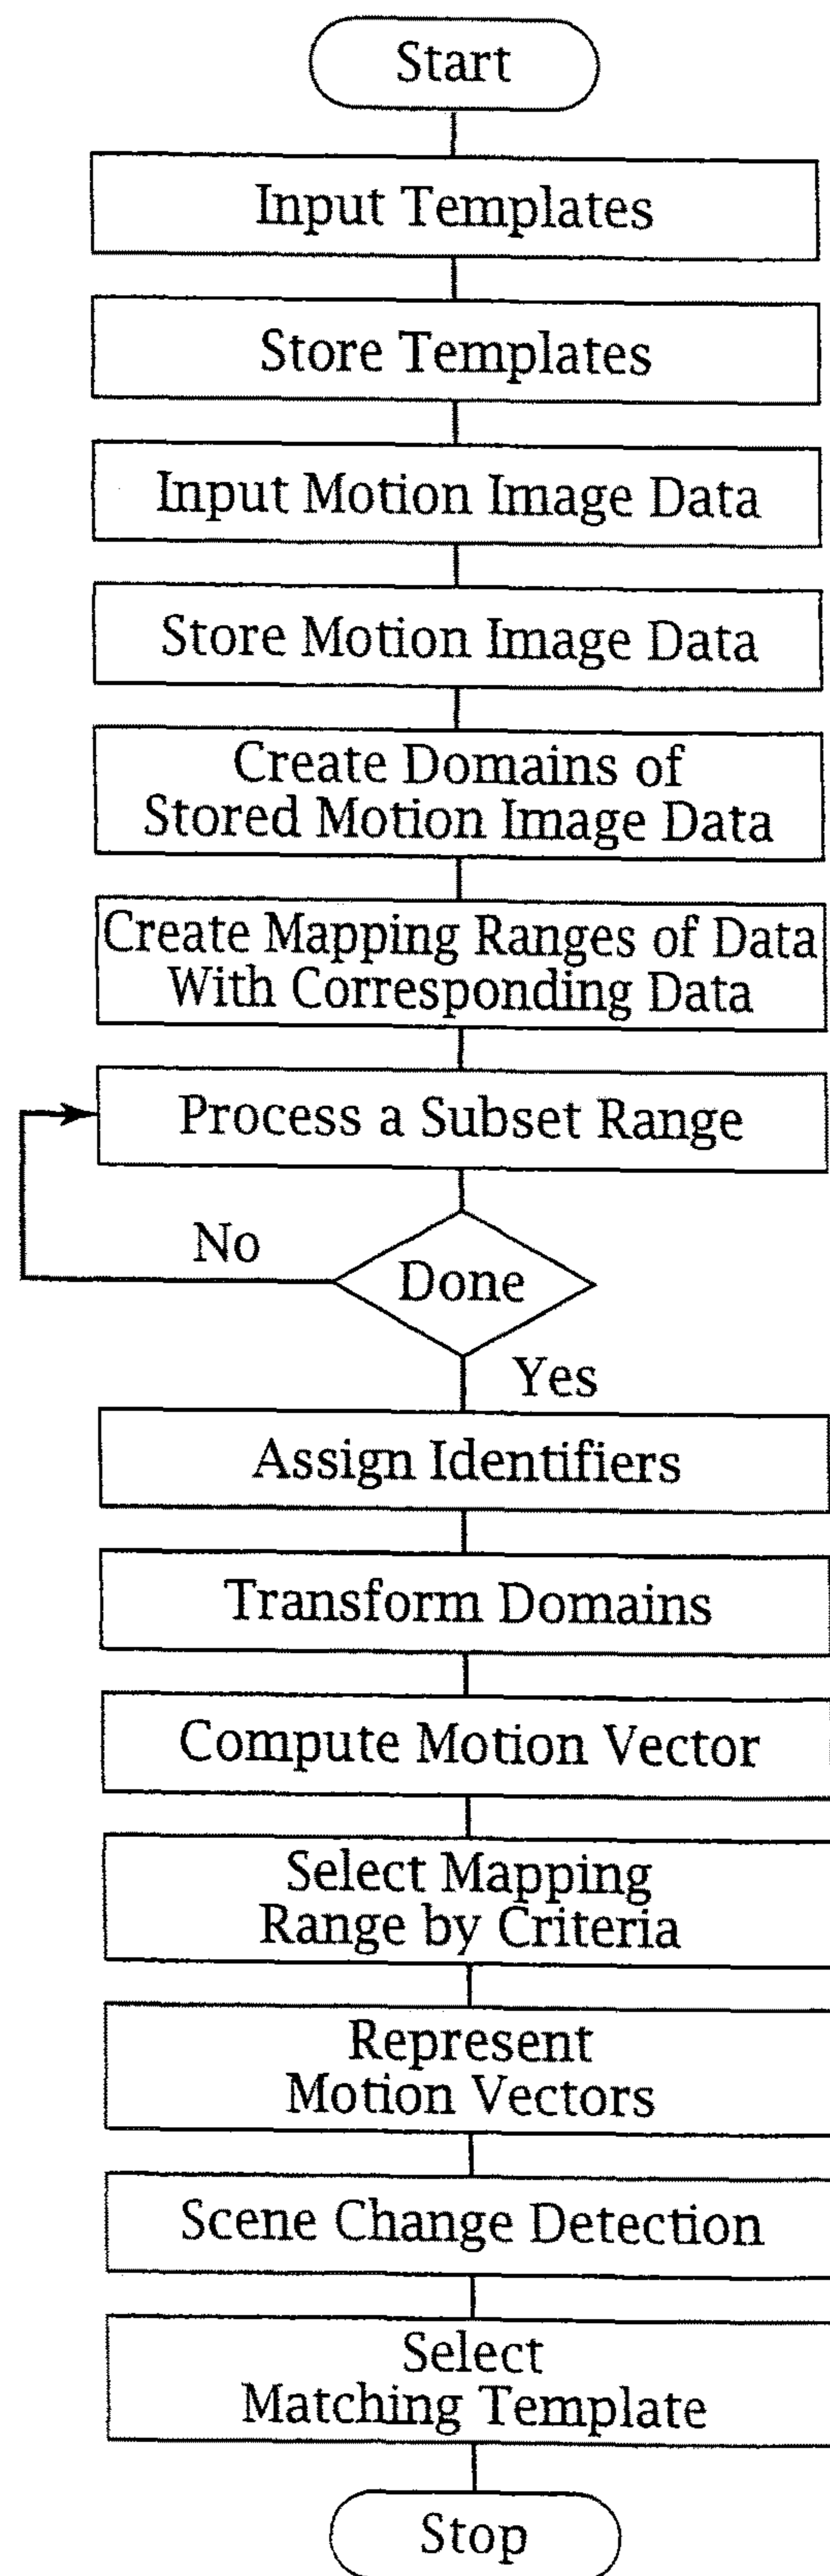 Start
Input Templates
Store Templates
Input Motion Image Data
Store Motion Image Data
Create Domains of
Stored Motion Image Data
Create Mapping Ranges of Data
With Corresponding Data
Process a Subset Range
No
Done
Yes
Assign Identifiers
Transform Domains
Compute Motion Vector
Select Mapping
Range by Criteria
Represent
Motion Vectors
Scene Change Detection
Select
Matching Template
Stop